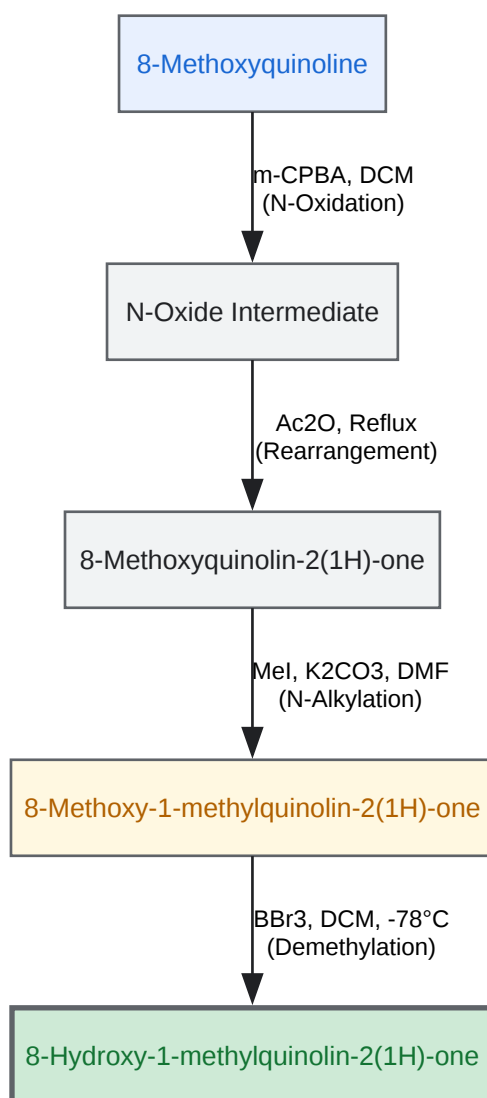 8-Methoxyquinoline
m-CPBA, DCM
(N-Oxidation)
N-Oxide Intermediate
Ac2O, Reflux
(Rearrangement)
8-Methoxyquinolin-2(1H)-one
MeI, K2CO3, DMF
(N-Alkylation)
8-Methoxy-1-methylquinolin-2(1H)-one
BBr3, DCM, -78°C
(Demethylation)
8-Hydroxy-1-methylquinolin-2(1H)-one